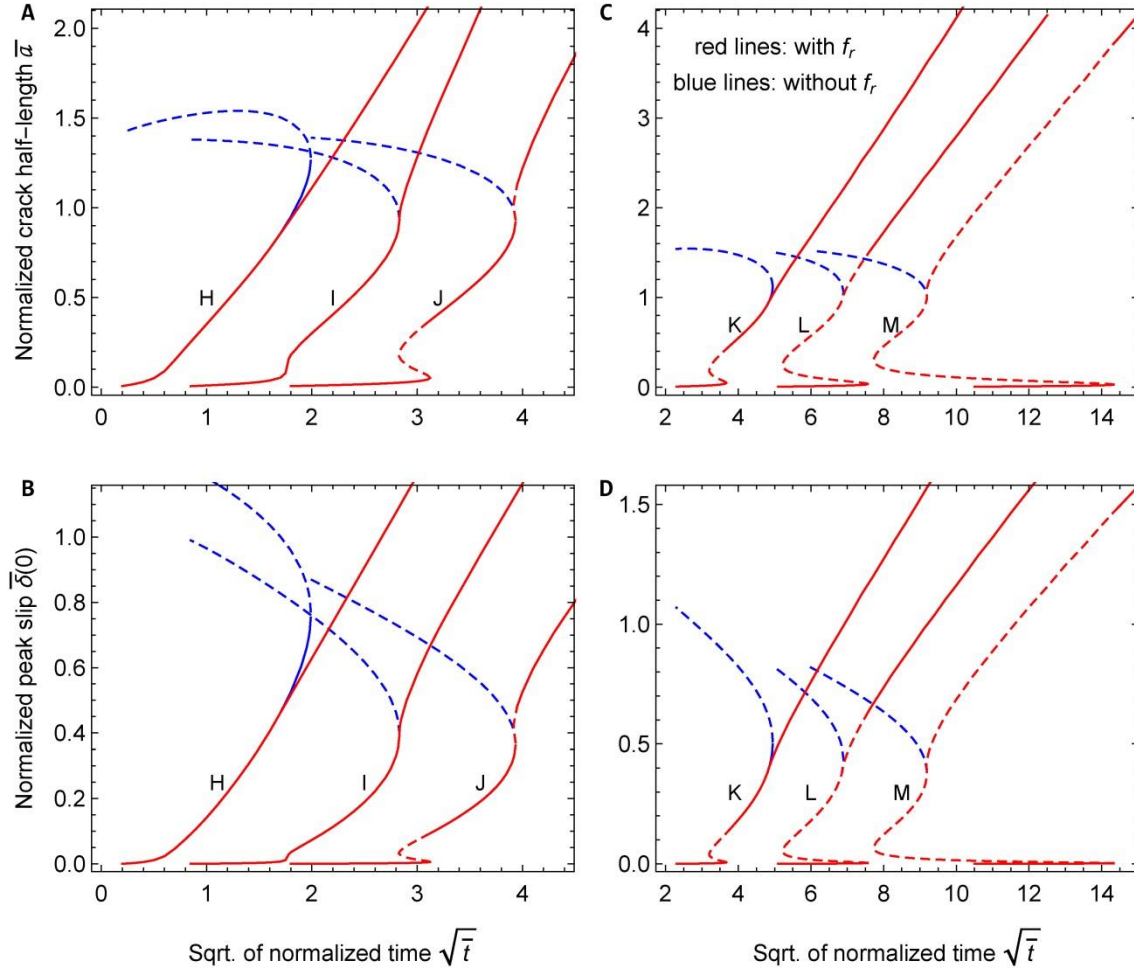 A
Normalized crack half-length a̅
2.0
1.5
1.0
0.5
0.0
H
I
J
0 1 2 3 4
C
red lines: with fr
blue lines: without fr
4
3
2
1
0
K
L
M
2 4 6 8 10 12 14
B
Normalized peak slip δ̅(0)
1.0
0.8
0.6
0.4
0.2
0.0
H
I
J
0 1 2 3 4
Sqrt. of normalized time √t̅
D
1.5
1.0
0.5
0.0
K
L
M
2 4 6 8 10 12 14
Sqrt. of normalized time √t̅